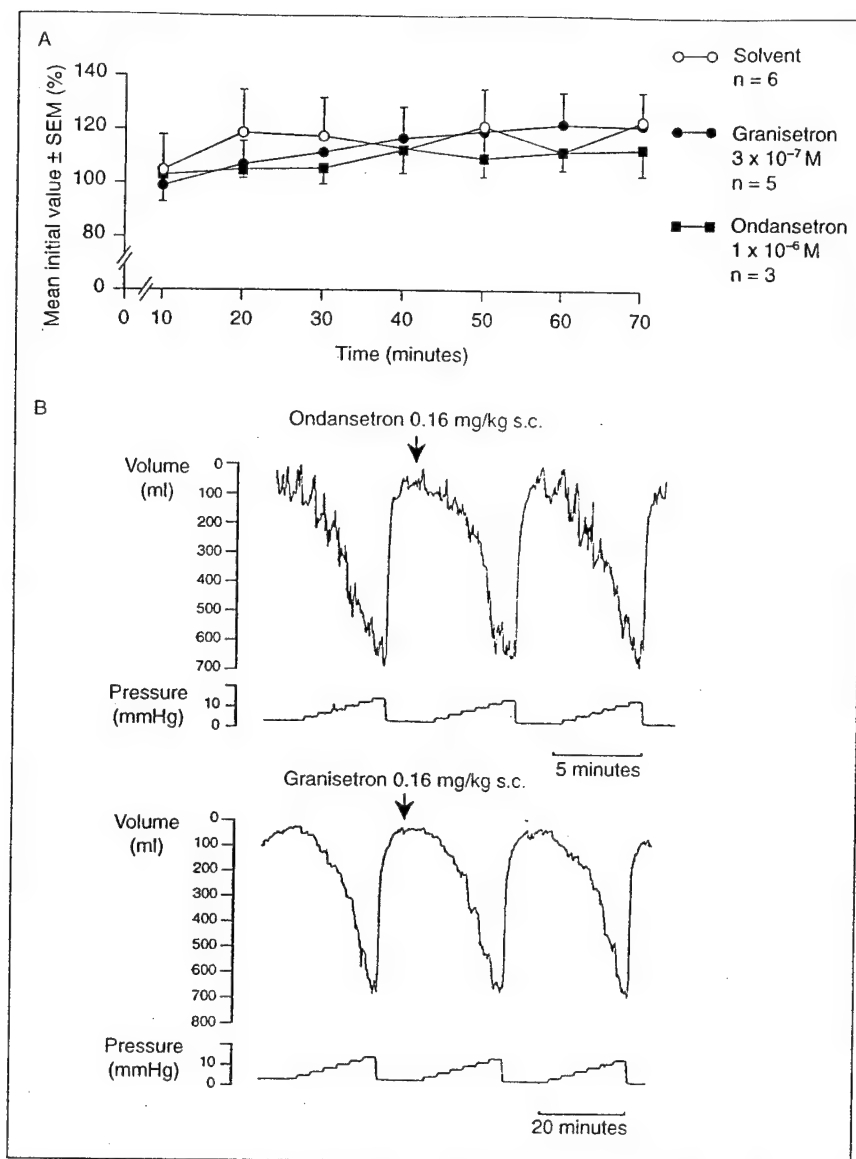 A
Mean initial value ± SEM (%)
140
120
100
80
0
0 10 20 30 40 50 60 70
Time (minutes)
Solvent
n = 6
Granisetron
3 x 10⁻⁷ M
n = 5
Ondansetron
1 x 10⁻⁶ M
n = 3
B
Ondansetron 0.16 mg/kg s.c.
Volume
(ml)
0
100
200
300
400
500
600
700
Pressure
(mmHg)
10
0
5 minutes
Granisetron 0.16 mg/kg s.c.
Volume
(ml)
0
100
200
300
400
500
600
700
800
Pressure
(mmHg)
10
0
20 minutes